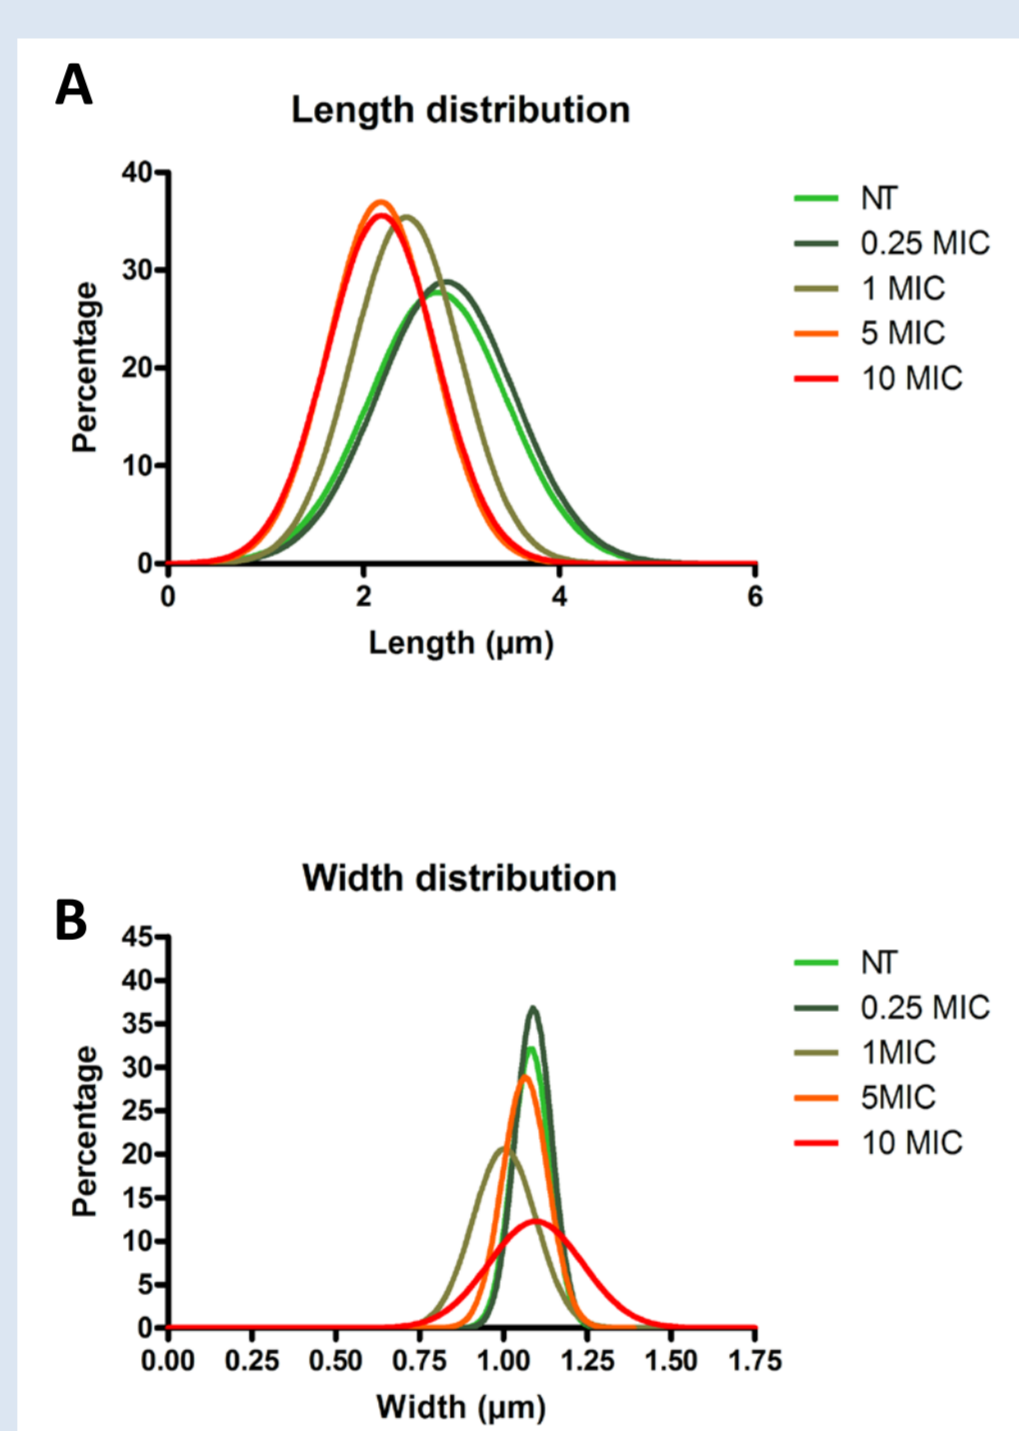 A
Length distribution
40
30
20
10
0
Percentage
0 2 4 6
Length (µm)
NT
0.25 MIC
1 MIC
5 MIC
10 MIC
B
Width distribution
45
40
35
30
25
20
15
10
5
0
Percentage
0.00 0.25 0.50 0.75 1.00 1.25 1.50 1.75
Width (µm)
NT
0.25 MIC
1MIC
5MIC
10 MIC